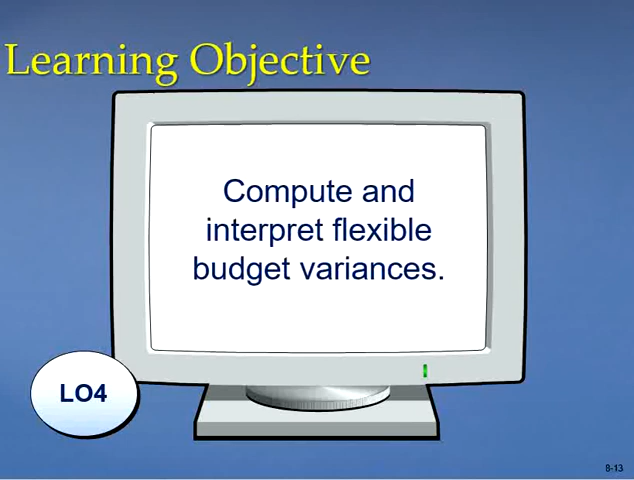 Learning Objective
Compute and
interpret flexible
budget variances.
LO4
8-13